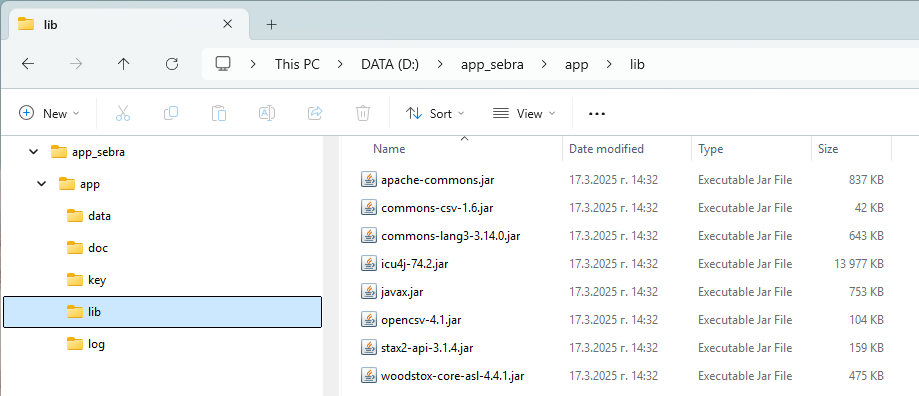 lib
This PC > DATA (D:) > app_sebra > app > lib
New Sort View
app_sebra
app
data
doc
key
lib
log
Name Date modified Type Size
apache-commons.jar 17.3.2025 г. 14:32 Executable Jar File 837 KB
commons-csv-1.6.jar 17.3.2025 г. 14:32 Executable Jar File 42 KB
commons-lang3-3.14.0.jar 17.3.2025 г. 14:32 Executable Jar File 643 KB
icu4j-74.2.jar 17.3.2025 г. 14:32 Executable Jar File 13 977 KB
javax.jar 17.3.2025 г. 14:32 Executable Jar File 753 KB
opencsv-4.1.jar 17.3.2025 г. 14:32 Executable Jar File 104 KB
stax2-api-3.1.4.jar 17.3.2025 г. 14:32 Executable Jar File 159 KB
woodstox-core-asl-4.4.1.jar 17.3.2025 г. 14:32 Executable Jar File 475 KB